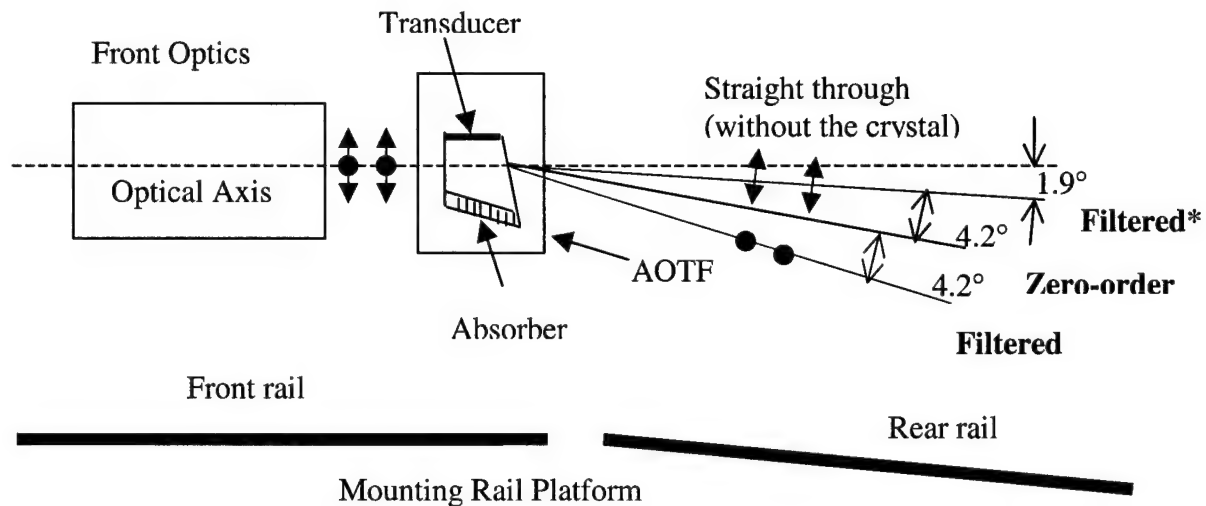 Transducer
Front Optics
Straight through
(without the crystal)
Optical Axis
1.9°
Filtered*
4.2°
AOTF
4.2°
Zero-order
Absorber
Filtered
Front rail
Rear rail
Mounting Rail Platform